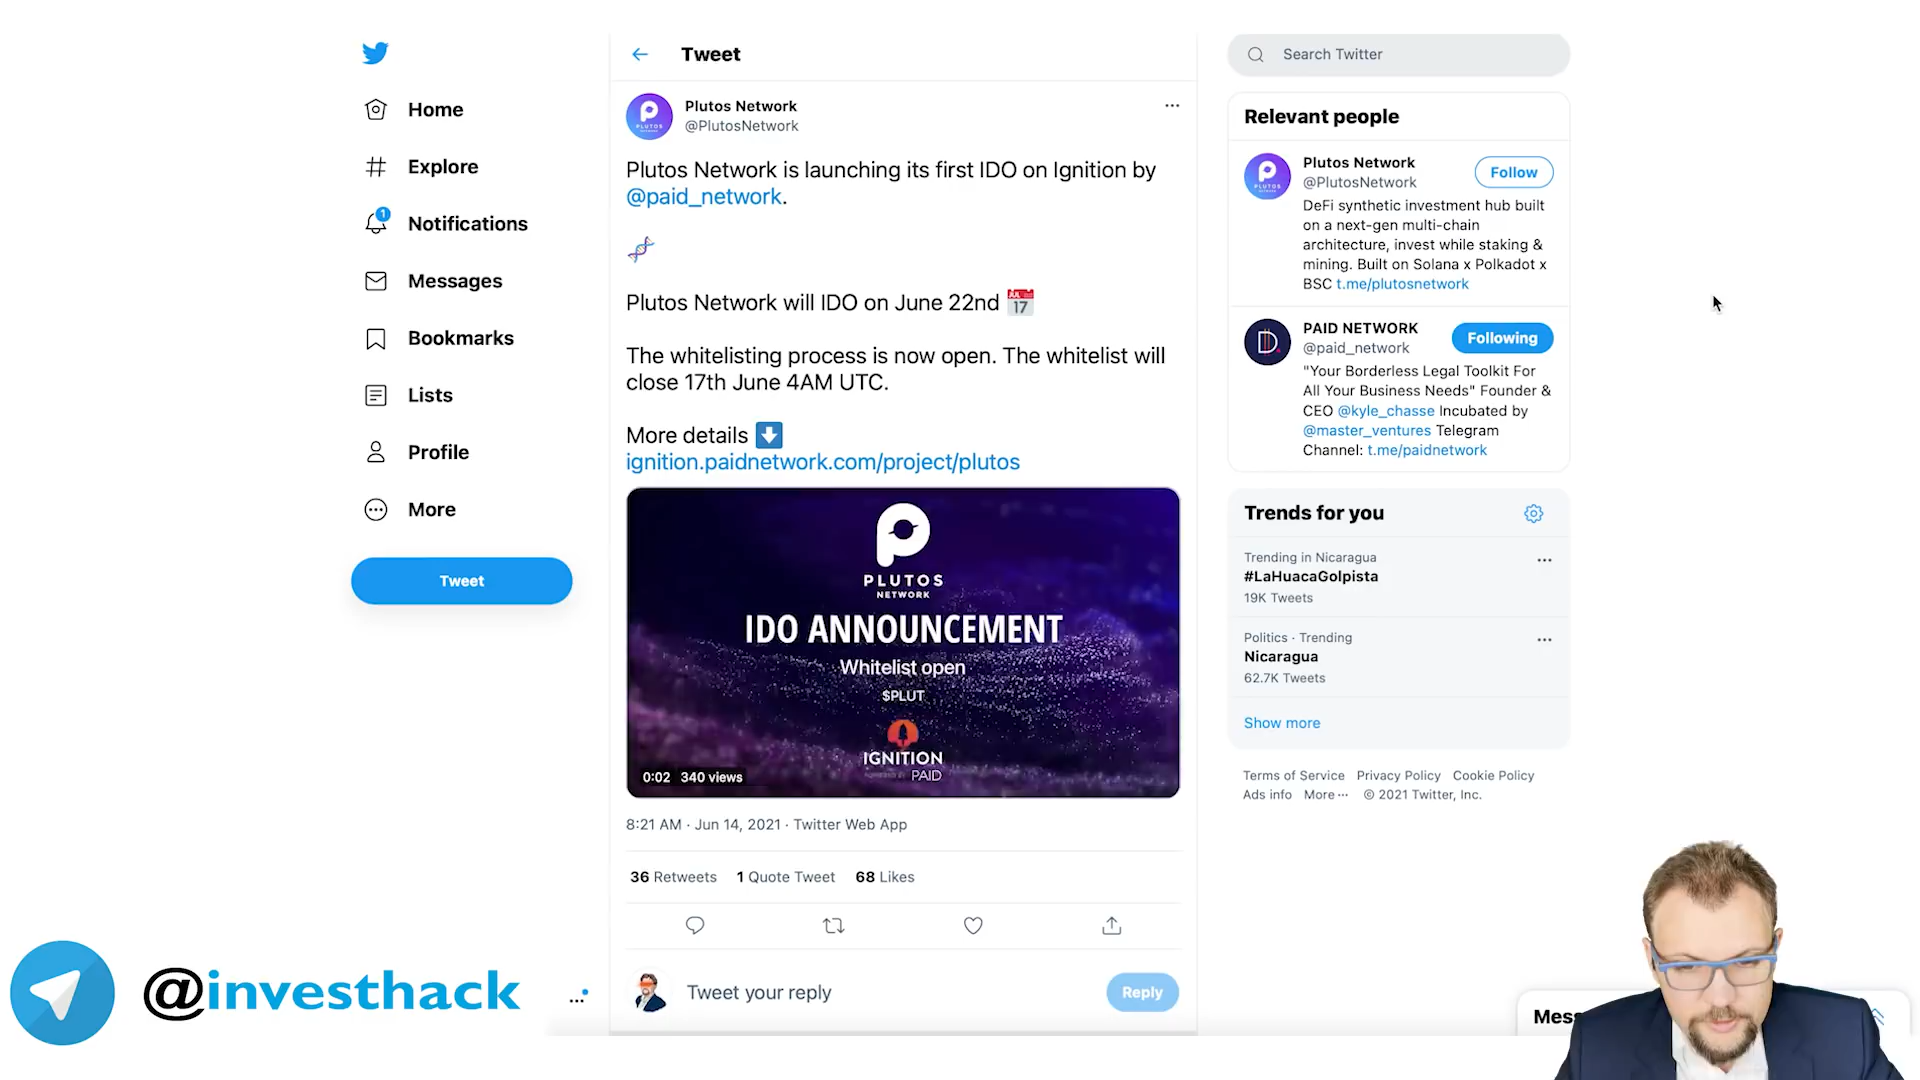 Home
Explore
1
Notifications
Messages
Bookmarks
Lists
Profile
More
Tweet
@investhack
Tweet
Plutos Network
@PlutosNetwork
Plutos Network is launching its first IDO on Ignition by
@paid_network.
Plutos Network will IDO on June 22nd
JUL
17
The whitelisting process is now open. The whitelist will
close 17th June 4AM UTC.
More details
ignition.paidnetwork.com/project/plutos
PLUTOS
NETWORK
IDO ANNOUNCEMENT
Whitelist open
$PLUT
IGNITION
PAID
0:02 340 views
8:21 AM · Jun 14, 2021 · Twitter Web App
36 Retweets 1 Quote Tweet 68 Likes
Tweet your reply
Reply
Search Twitter
Relevant people
Plutos Network
@PlutosNetwork
Follow
DeFi synthetic investment hub built
on a next-gen multi-chain
architecture, invest while staking &
mining. Built on Solana x Polkadot x
BSC t.me/plutosnetwork
PAID NETWORK
@paid_network
Following
"Your Borderless Legal Toolkit For
All Your Business Needs" Founder &
CEO @kyle_chasse Incubated by
@master_ventures Telegram
Channel: t.me/paidnetwork
Trends for you
Trending in Nicaragua
#LaHuacaGolpista
19K Tweets
Politics · Trending
Nicaragua
62.7K Tweets
Show more
Terms of Service Privacy Policy Cookie Policy
Ads info More ··· © 2021 Twitter, Inc.